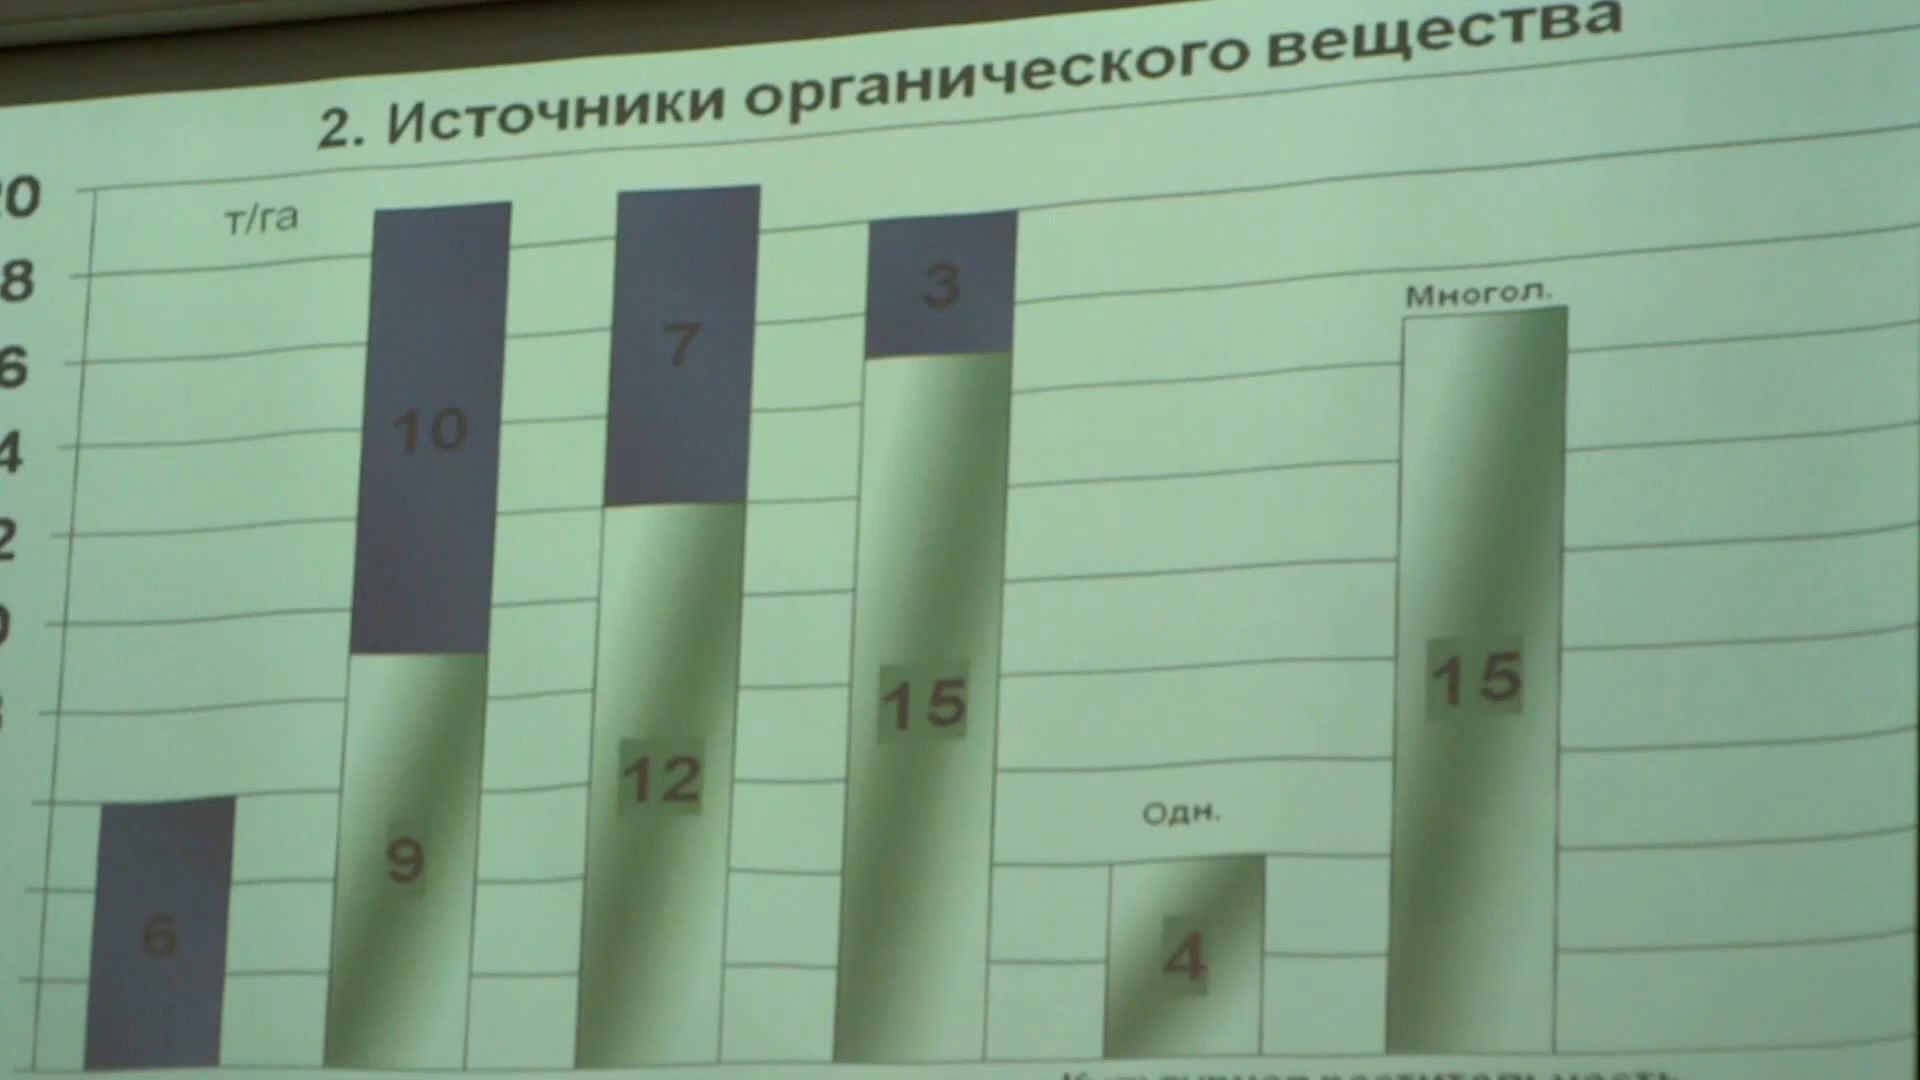 2. Источники органического вещества
т/га
10
7
3
Многол.
15
15
12
Одн.
9
6
4